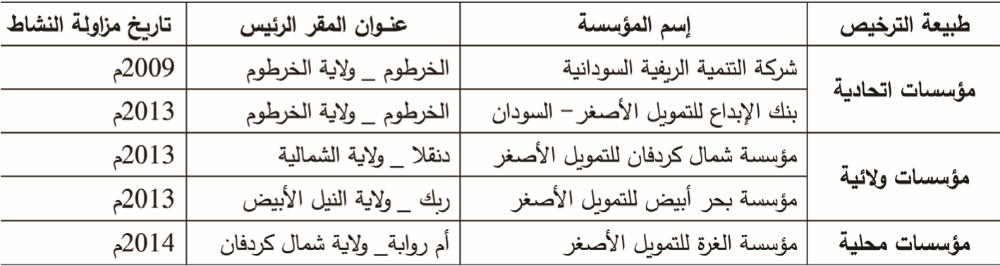 طبيعة الترخيص إسم المؤسسة عنـوان المقر الرئيس تاريخ مزاولة النشاط
مؤسسات اتحادية شركة التنمية الريفية السودانية الخرطوم _ ولاية الخرطوم 2009م
بنك الإبداع للتمويل الأصغر – السودان الخرطوم _ ولاية الخرطوم 2013م
مؤسسات ولائية مؤسسة شمال كردفان للتمويل الأصغر دنقلا _ ولاية الشمالية 2013م
مؤسسة بحر أبيض للتمويل الأصغر ربك _ ولاية النيل الأبيض 2013م
مؤسسات محلية مؤسسة الغرة للتمويل الأصغر أم روابة_ ولاية شمال كردفان 2014م